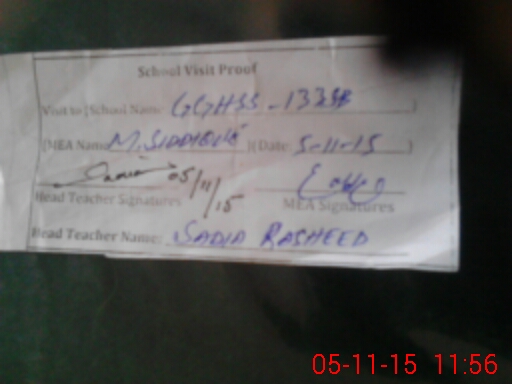 School Visit Proof
Visit to [School Name GGHSS - 133SB ]
[MEA Name M. SIDDIQUE ](Date: 5-11-15 )
05/11/15
Head Teacher Signatures MEA Signatures
Head Teacher Name: SADIA RASHEED
05-11-15 11:56